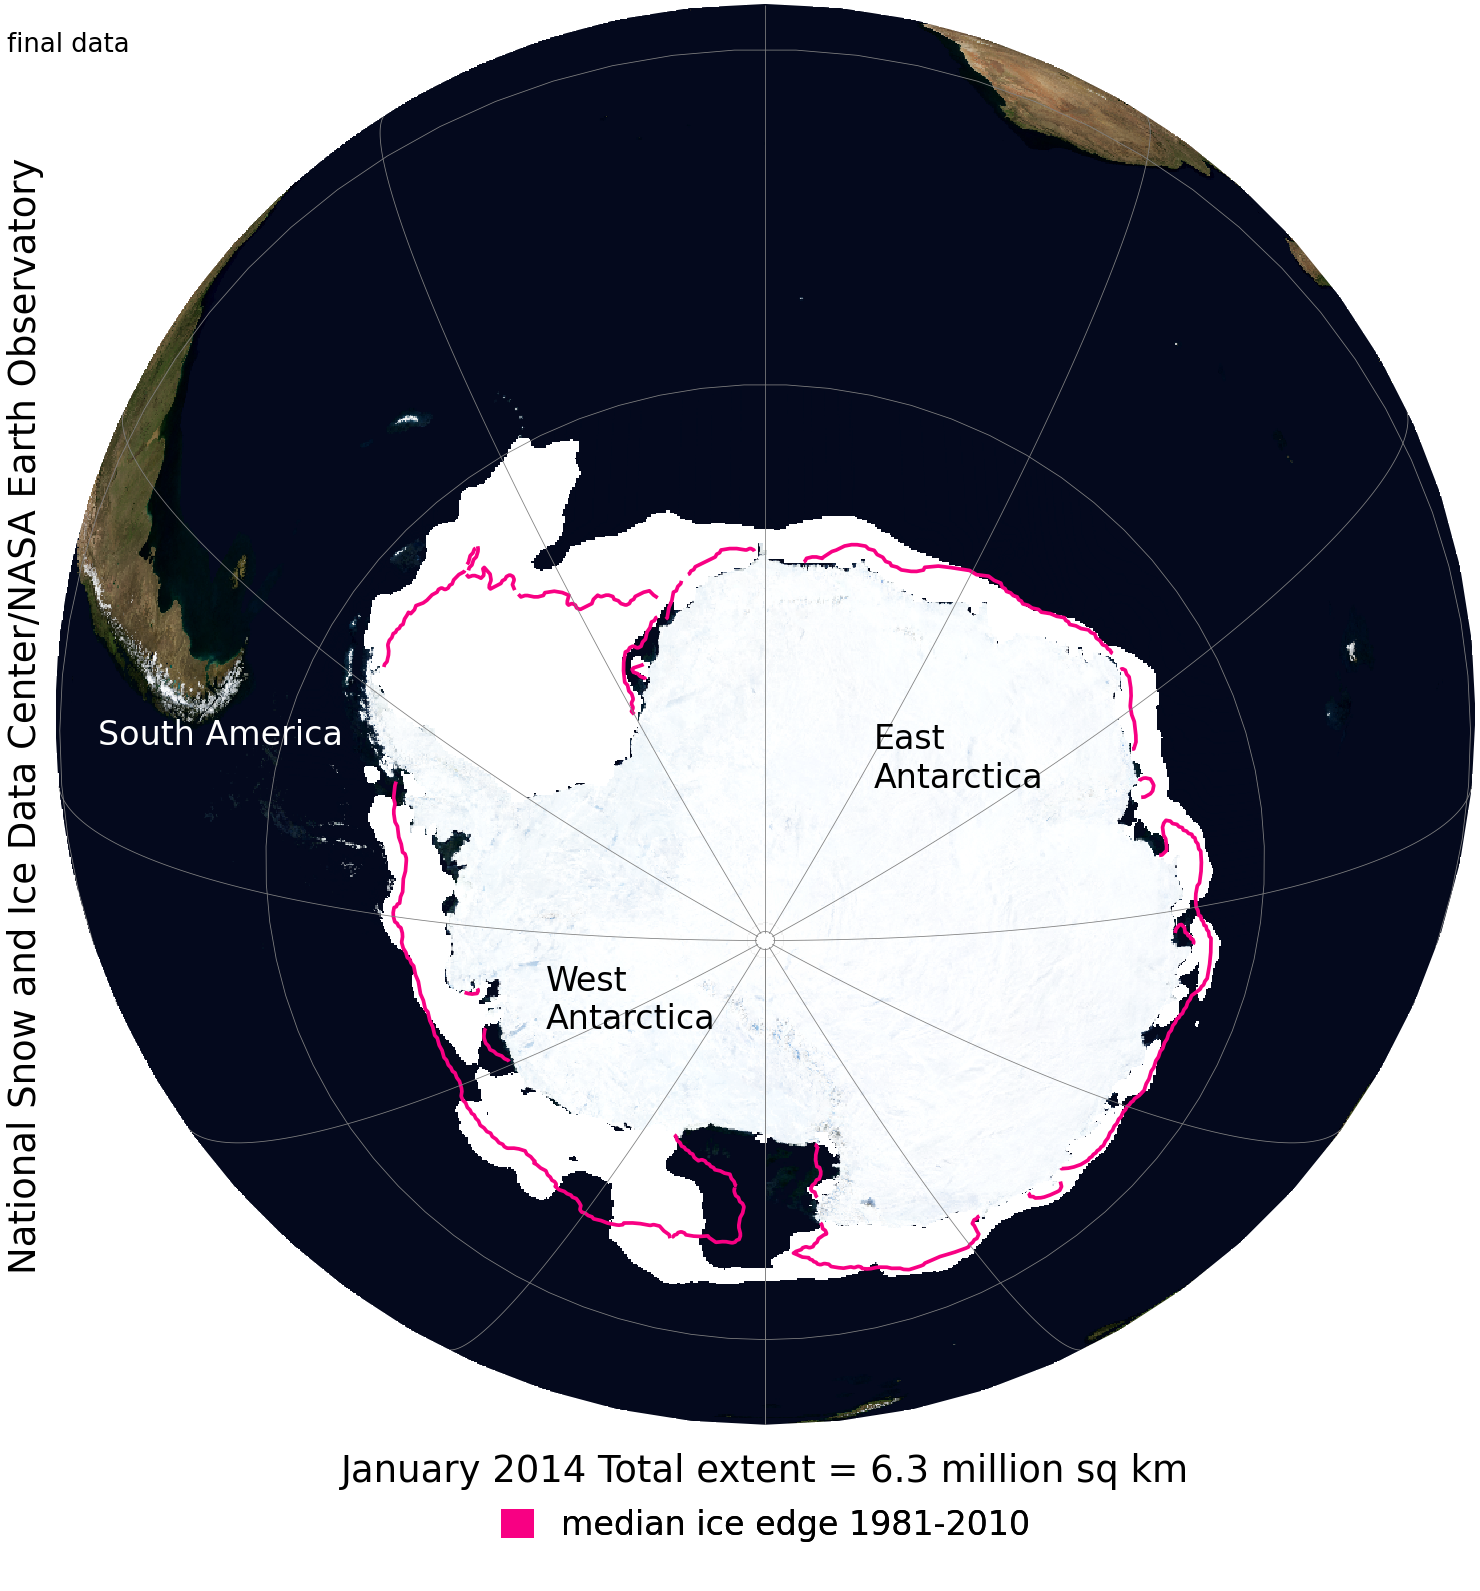 final data
National Snow and Ice Data Center/NASA Earth Observatory
South America
East
Antarctica
West
Antarctica
January 2014 Total extent = 6.3 million sq km
median ice edge 1981-2010